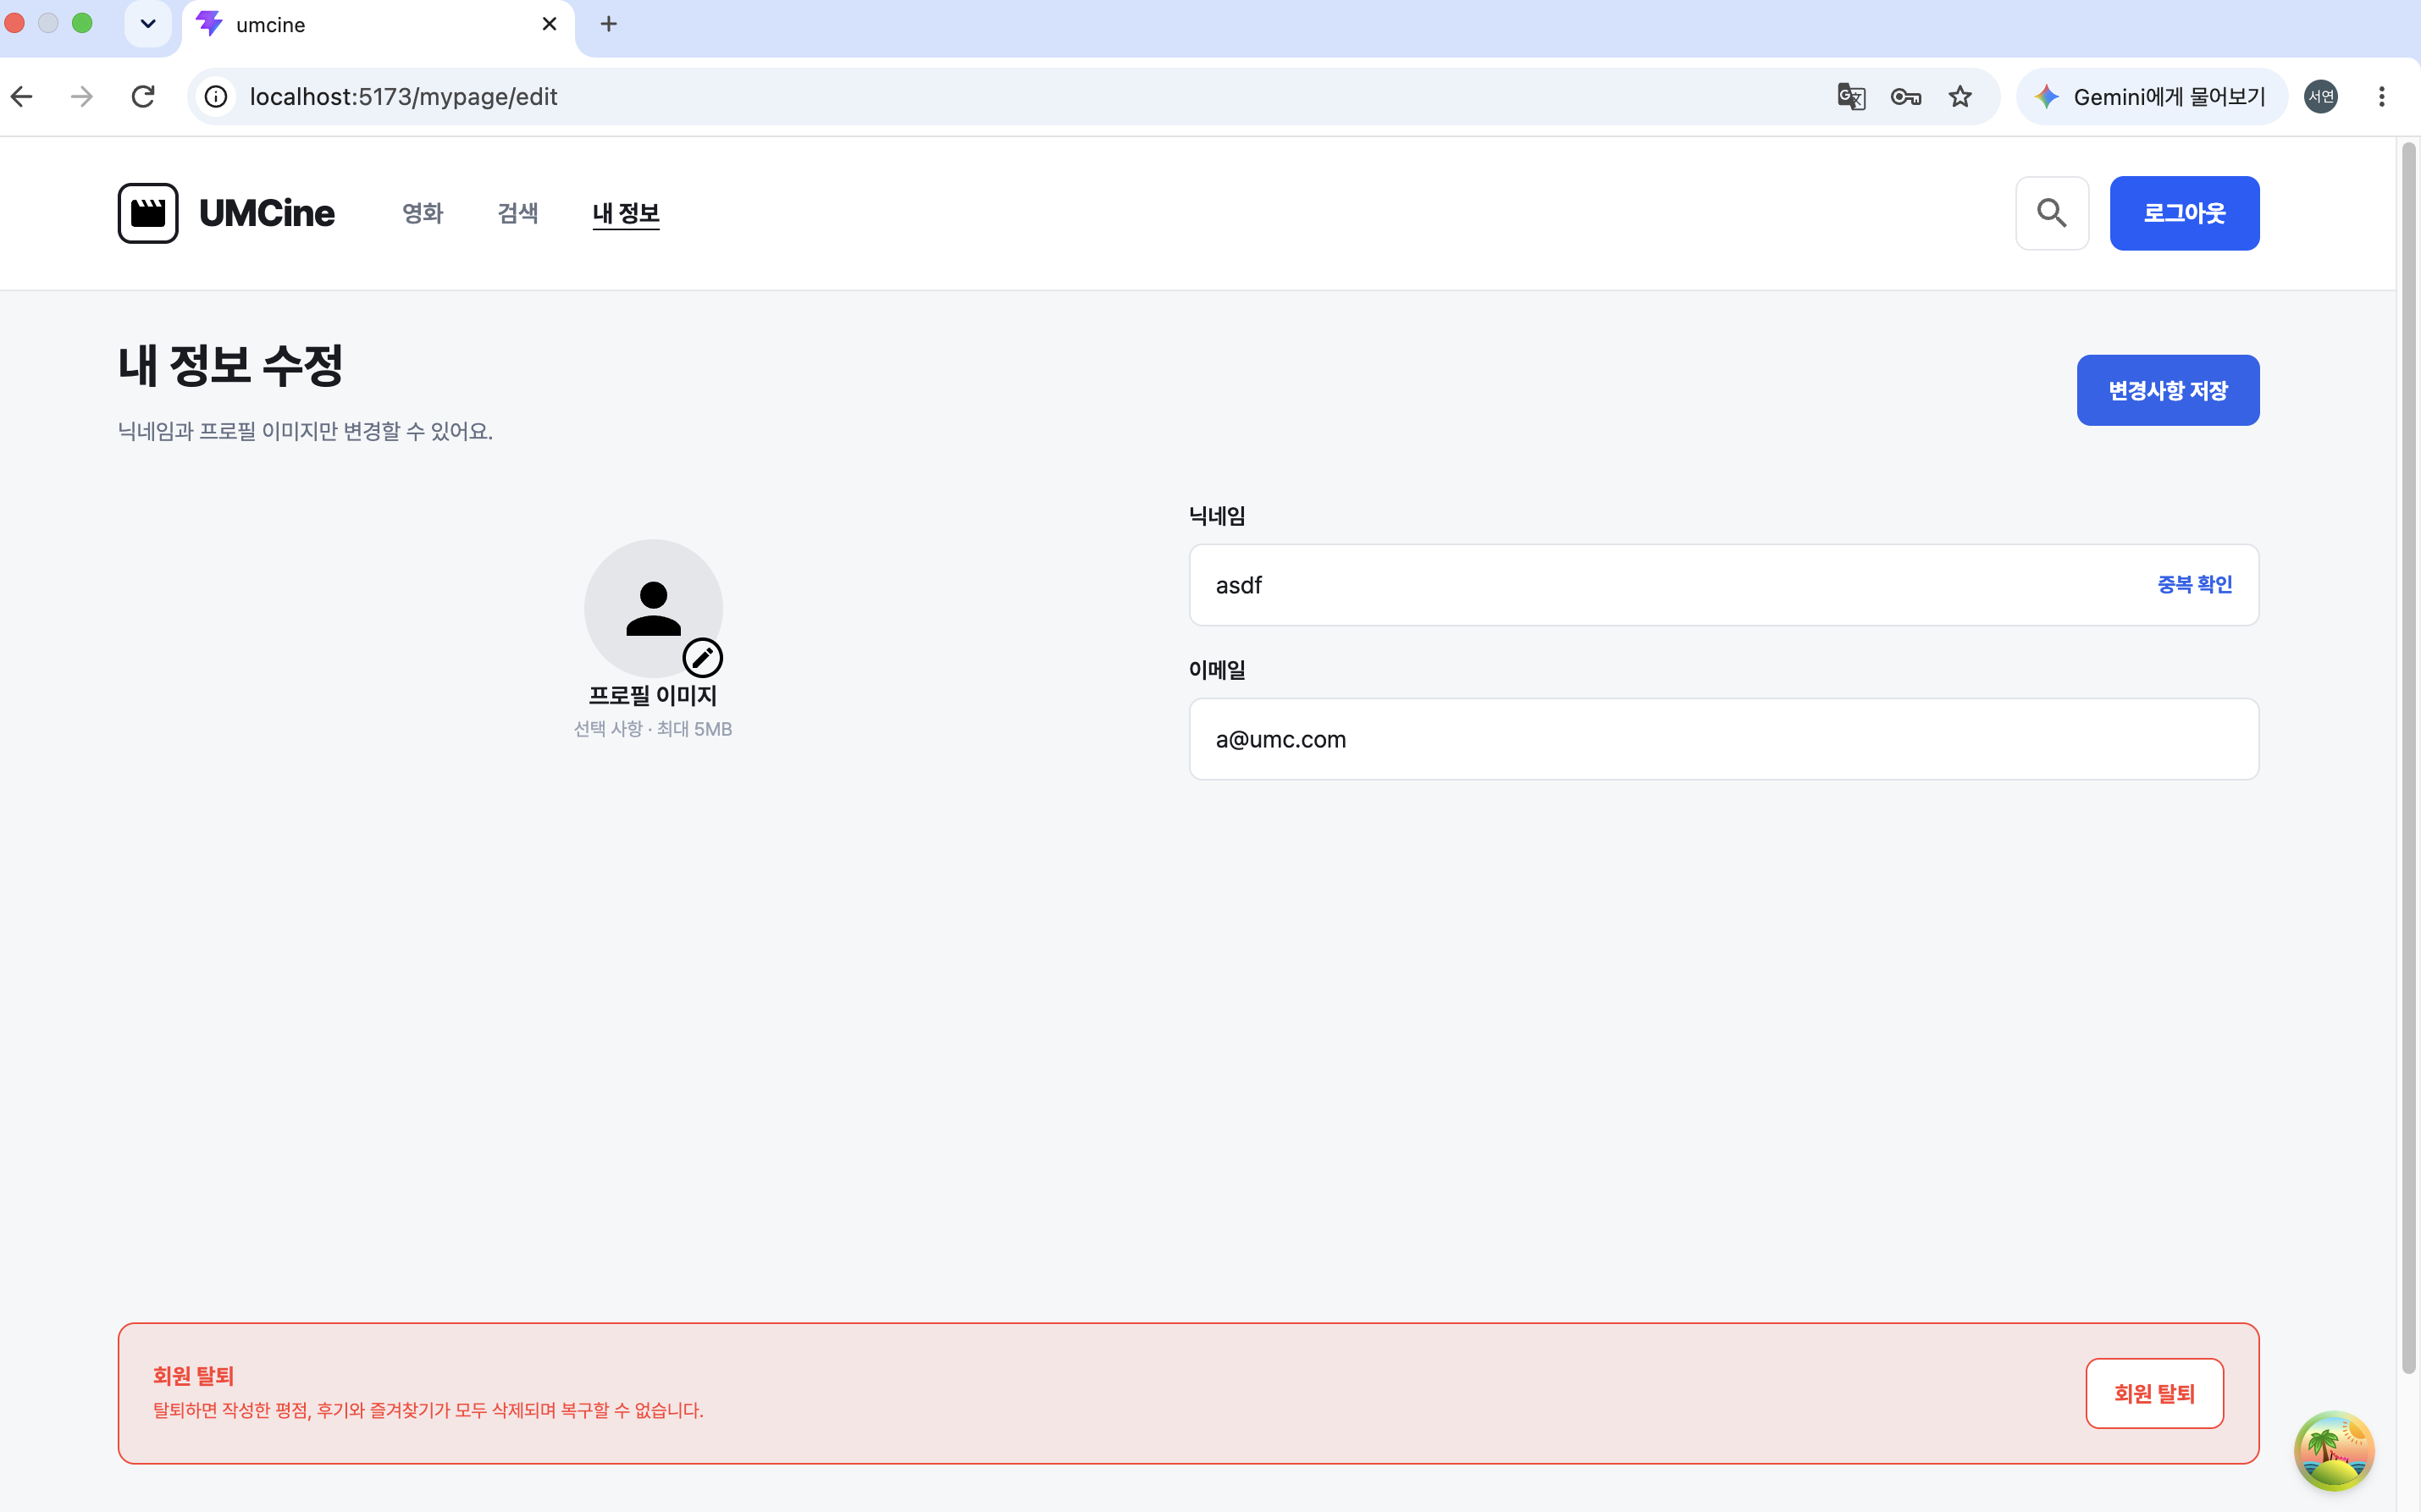 umcine
localhost:5173/mypage/edit
Gemini에게 물어보기
서연
UMCine
영화
검색
내 정보
로그아웃
내 정보 수정
닉네임과 프로필 이미지만 변경할 수 있어요.
변경사항 저장
프로필 이미지
선택 사항 · 최대 5MB
닉네임
asdf
중복 확인
이메일
a@umc.com
회원 탈퇴
탈퇴하면 작성한 평점, 후기와 즐겨찾기가 모두 삭제되며 복구할 수 없습니다.
회원 탈퇴